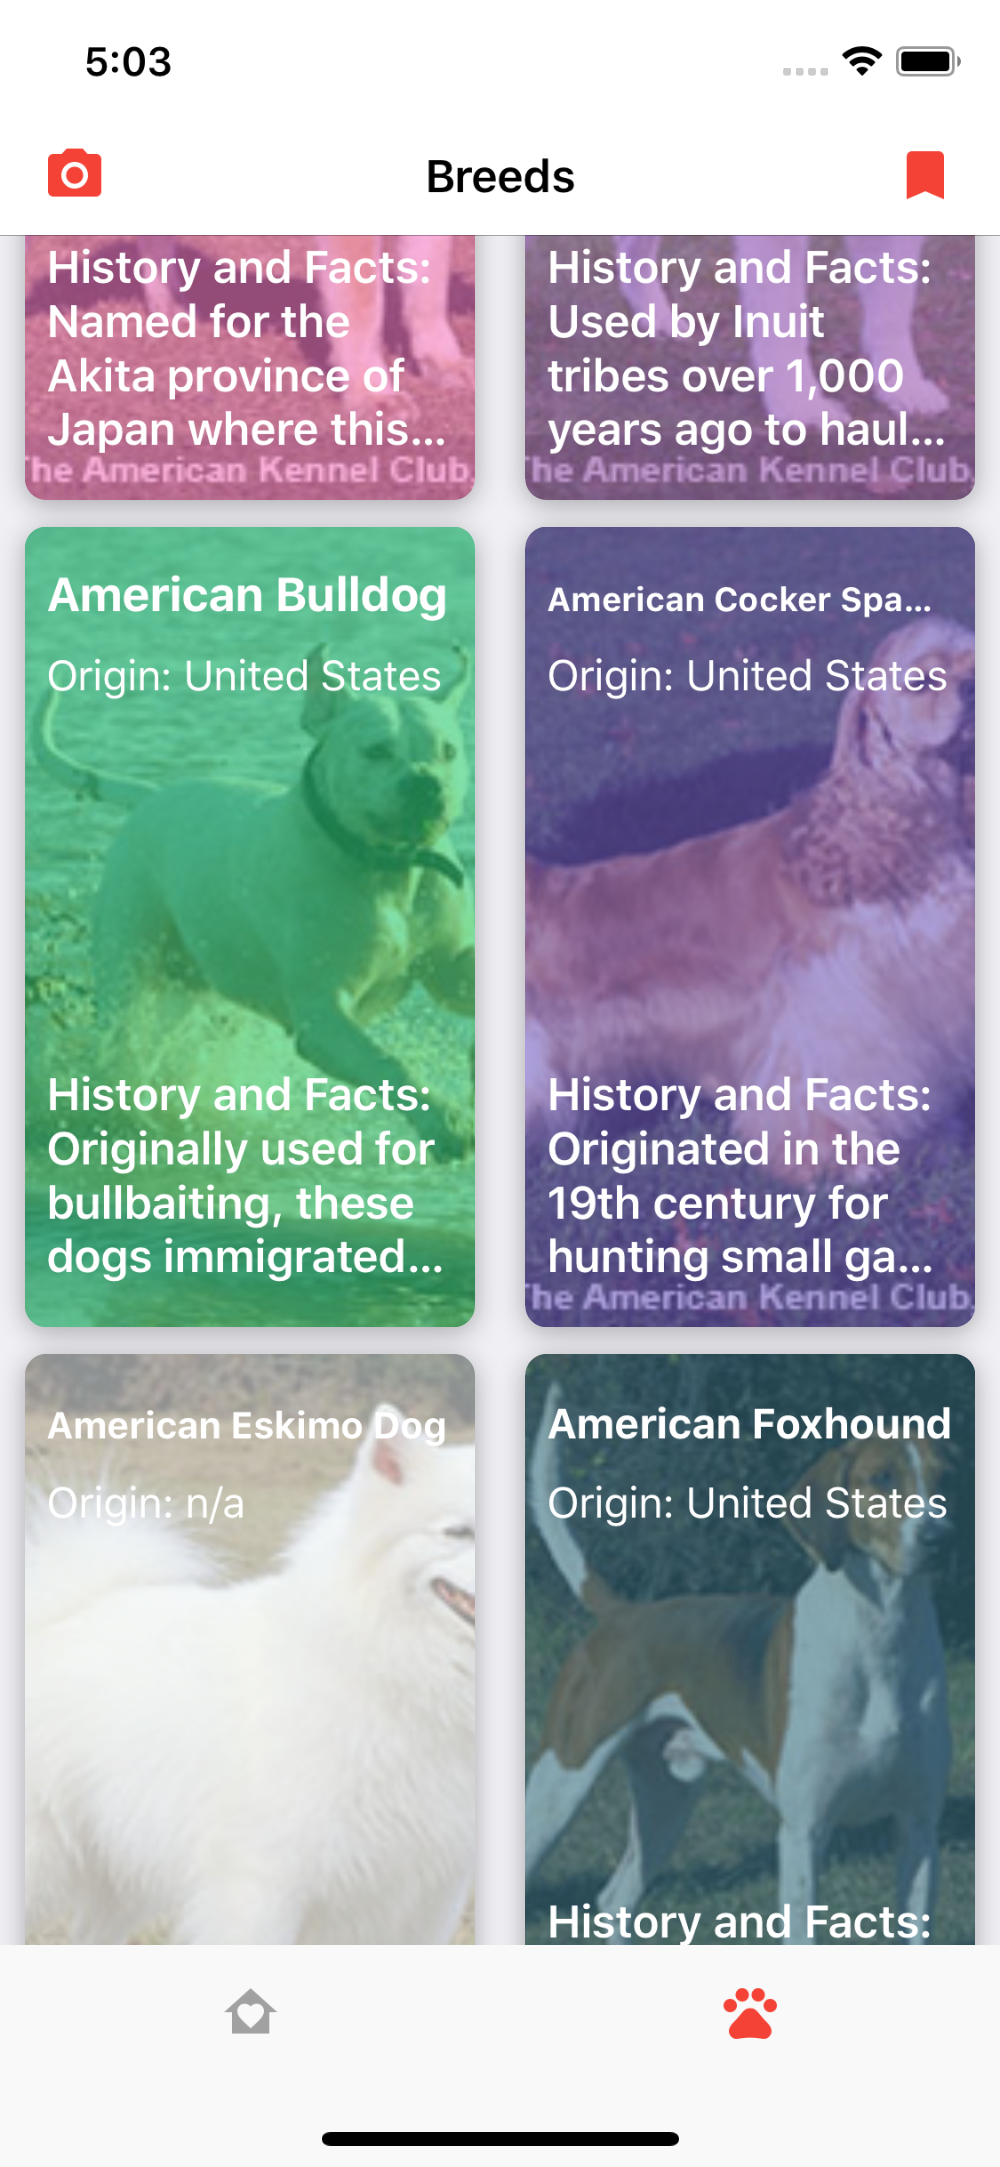 5:03
Breeds
History and Facts:
Named for the
Akita province of
Japan where this...
The American Kennel Club,
History and Facts:
Used by Inuit
tribes over 1,000
years ago to haul...
The American Kennel Club,
American Bulldog
Origin: United States
History and Facts:
Originally used for
bullbaiting, these
dogs immigrated...
American Cocker Spa...
Origin: United States
History and Facts:
Originated in the
19th century for
hunting small ga...
The American Kennel Club,
American Eskimo Dog
Origin: n/a
American Foxhound
Origin: United States
History and Facts: